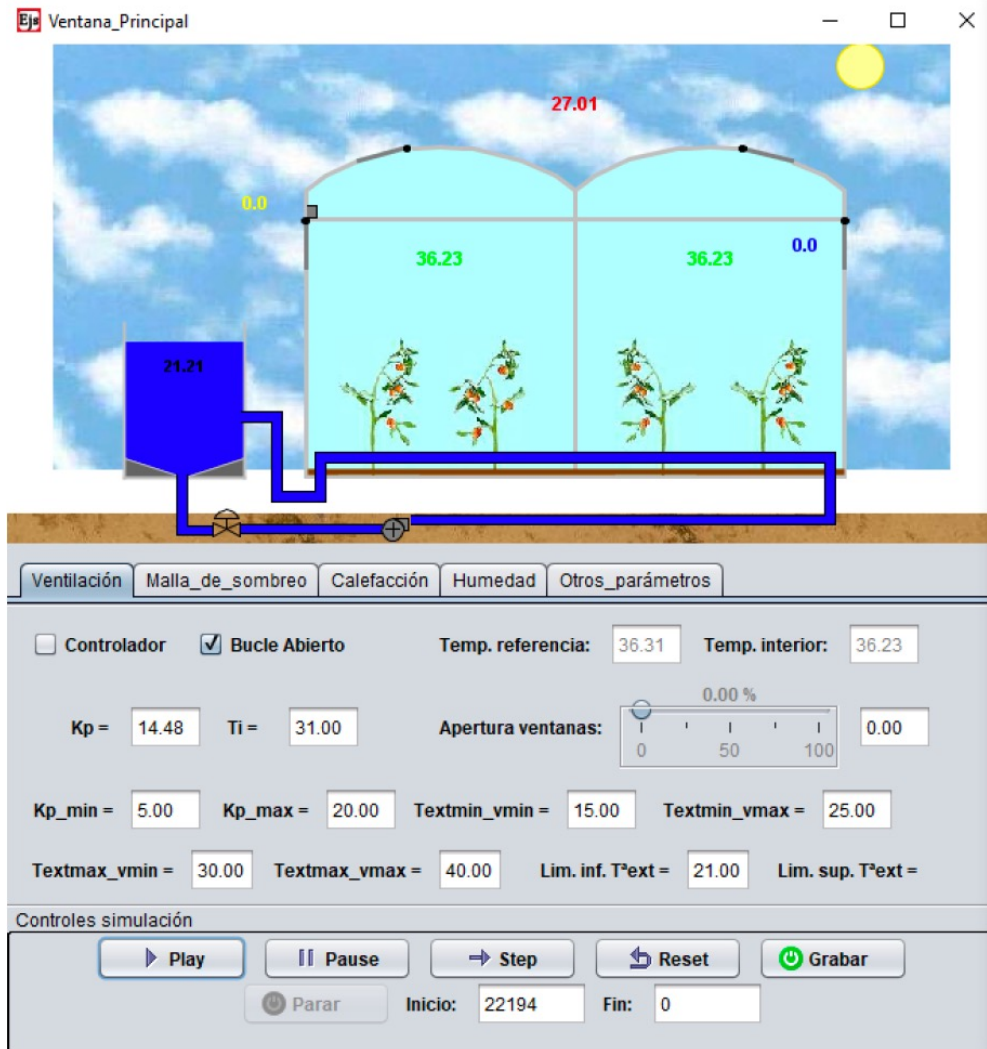 Ejs Ventana_Principal
27.01
0.0
36.23 36.23 0.0
21.21
Ventilación Malla_de_sombreo Calefacción Humedad Otros_parámetros
Controlador Bucle Abierto Temp. referencia: 36.31 Temp. interior: 36.23
0.00 %
Kp = 14.48 Ti = 31.00 Apertura ventanas: 0.00
0 50 100
Kp_min = 5.00 Kp_max = 20.00 Textmin_vmin = 15.00 Textmin_vmax = 25.00
Textmax_vmin = 30.00 Textmax_vmax = 40.00 Lim. inf. Tªext = 21.00 Lim. sup. Tªext =
Controles simulación
Play Pause Step Reset Grabar
Parar Inicio: 22194 Fin: 0